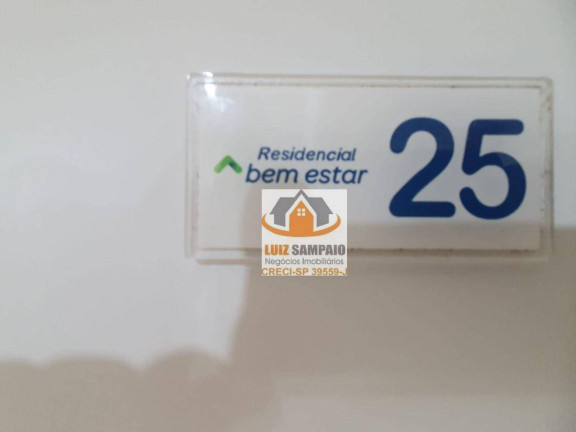 Residencial
bem estar
25
LUIZ SAMPAIO
Negócios Imobiliários
CRECI-SP 39559-J